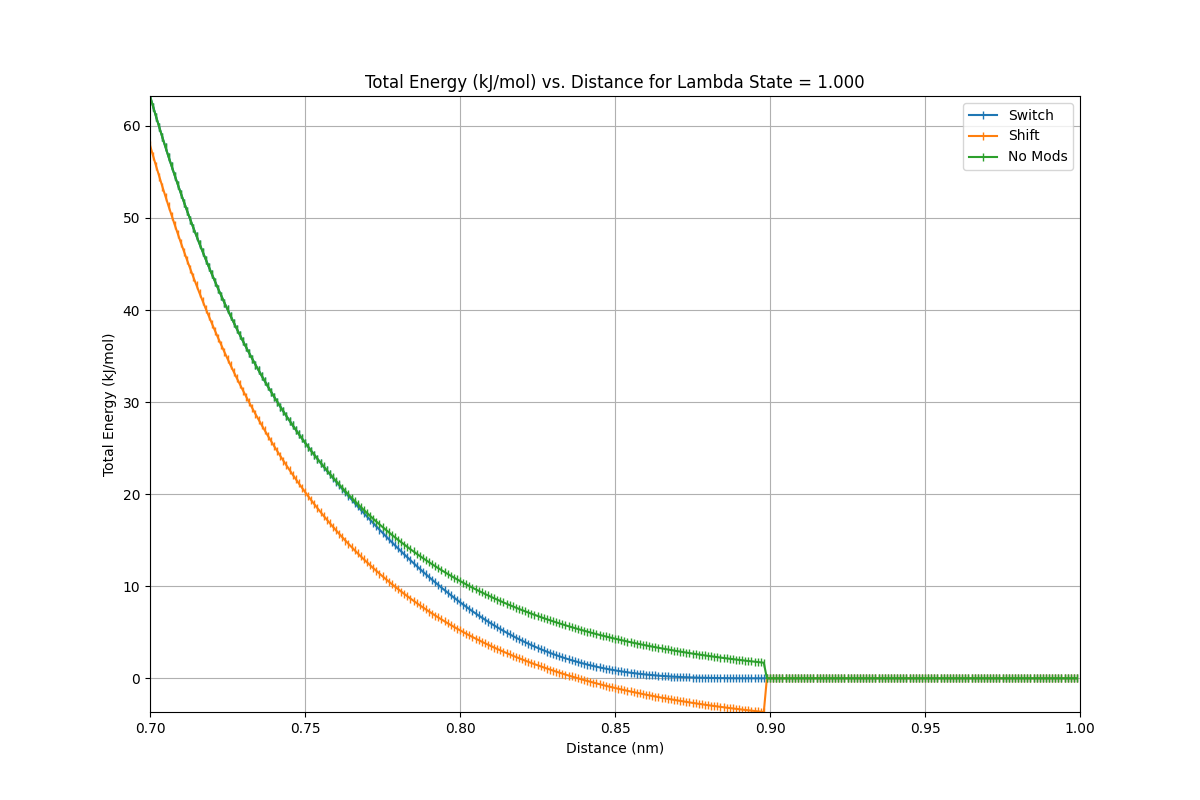 Total Energy (kJ/mol) vs. Distance for Lambda State = 1.000
Switch
Shift
No Mods
Total Energy (kJ/mol)
60
50
40
30
20
10
0
0.70 0.75 0.80 0.85 0.90 0.95 1.00
Distance (nm)